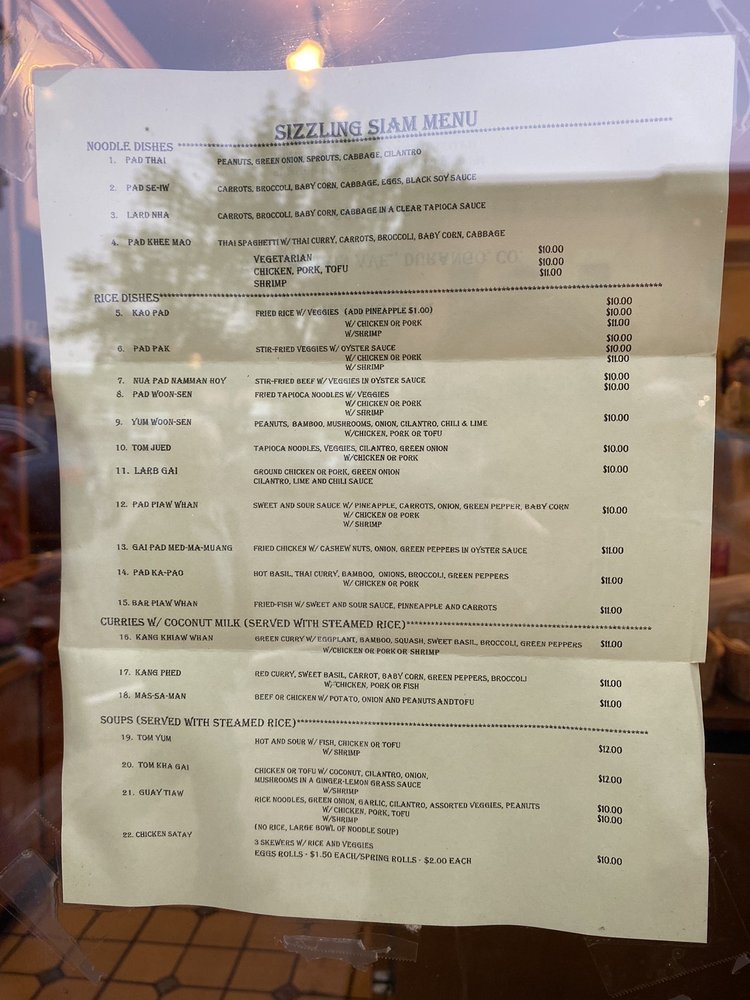 SIZZLING SIAM MENU
NOODLE DISHES ****************************************
1. PAD THAI PEANUTS, GREEN ONION, SPROUTS, CABBAGE, CILANTRO
2. PAD SE-IW CARROTS, BROCCOLI, BABY CORN, CABBAGE, EGGS, BLACK SOY SAUCE
3. LARD NHA CARROTS, BROCCOLI, BABY CORN, CABBAGE IN A CLEAR TAPIOCA SAUCE
4. PAD KHEE MAO THAI SPAGHETTI W/ THAI CURRY, CARROTS, BROCCOLI, BABY CORN, CABBAGE
VEGETARIAN $10.00
CHICKEN, PORK, TOFU $10.00
SHRIMP $11.00
RICE DISHES****************************************
5. KAO PAD FRIED RICE W/ VEGGIES (ADD PINEAPPLE $1.00) $10.00
W/ CHICKEN OR PORK $10.00
W/SHRIMP $11.00
6. PAD PAK STIR-FRIED VEGGIES W/ OYSTER SAUCE $10.00
W/ CHICKEN OR PORK $10.00
W/ SHRIMP $11.00
7. NUA PAD NAMMAN HOY STIR-FRIED BEEF W/ VEGGIES IN OYSTER SAUCE $10.00
8. PAD WOON-SEN FRIED TAPIOCA NOODLES W/ VEGGIES $10.00
W/ CHICKEN OR PORK
W/ SHRIMP
9. YUM WOON-SEN PEANUTS, BAMBOO, MUSHROOMS, ONION, CILANTRO, CHILI & LIME $10.00
W/CHICKEN, PORK OR TOFU
10. TOM JUED TAPIOCA NOODLES, VEGGIES, CILANTRO, GREEN ONION $10.00
W/CHICKEN OR PORK
11. LARB GAI GROUND CHICKEN OR PORK, GREEN ONION $10.00
CILANTRO, LIME AND CHILI SAUCE
12. PAD PIAW WHAN SWEET AND SOUR SAUCE W/ PINEAPPLE, CARROTS, ONION, GREEN PEPPER, BABY CORN $10.00
W/ CHICKEN OR PORK
W/ SHRIMP
13. GAI PAD MED-MA-MUANG FRIED CHICKEN W/ CASHEW NUTS, ONION, GREEN PEPPERS IN OYSTER SAUCE $11.00
14. PAD KA-PAO HOT BASIL, THAI CURRY, BAMBOO, ONIONS, BROCCOLI, GREEN PEPPERS $11.00
W/ CHICKEN OR PORK
15. BAR PIAW WHAN FRIED-FISH W/ SWEET AND SOUR SAUCE, PINNEAPPLE AND CARROTS $11.00
CURRIES W/ COCONUT MILK (SERVED WITH STEAMED RICE)****************************************
16. KANG KHIAW WHAN GREEN CURRY W/ EGGPLANT, BAMBOO, SQUASH, SWEET BASIL, BROCCOLI, GREEN PEPPERS $11.00
W/CHICKEN OR PORK OR SHRIMP
17. KANG PHED RED CURRY, SWEET BASIL, CARROT, BABY CORN, GREEN PEPPERS, BROCCOLI $11.00
W/-CHICKEN, PORK OR FISH
18. MAS-SA-MAN BEEF OR CHICKEN W/ POTATO, ONION AND PEANUTS ANDTOFU $11.00
SOUPS (SERVED WITH STEAMED RICE)****************************************
19. TOM YUM HOT AND SOUR W/ FISH, CHICKEN OR TOFU $12.00
W/ SHRIMP
20. TOM KHA GAI CHICKEN OR TOFU W/ COCONUT, CILANTRO, ONION, $12.00
MUSHROOMS IN A GINGER-LEMON GRASS SAUCE
W/SHRIMP
21. GUAY TIAW RICE NOODLES, GREEN ONION, GARLIC, CILANTRO, ASSORTED VEGGIES, PEANUTS $10.00
W/ CHICKEN, PORK, TOFU $10.00
W/SHRIMP
(NO RICE, LARGE BOWL OF NOODLE SOUP)
22. CHICKEN SATAY 3 SKEWERS W/ RICE AND VEGGIES $10.00
EGGS ROLLS - $1.50 EACH/SPRING ROLLS - $2.00 EACH